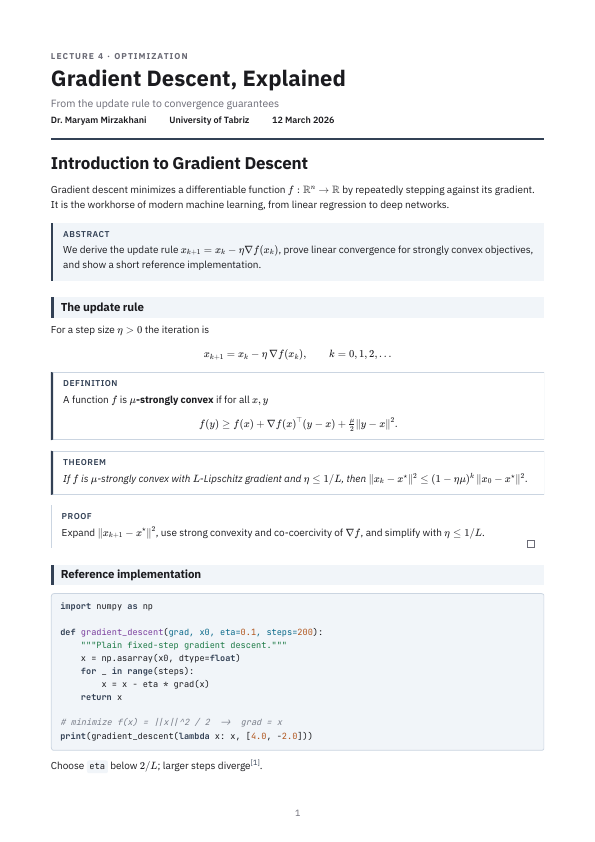 LECTURE 4 · OPTIMIZATION
Gradient Descent, Explained
From the update rule to convergence guarantees
Dr. Maryam Mirzakhani University of Tabriz 12 March 2026
Introduction to Gradient Descent
Gradient descent minimizes a differentiable function f : ℝⁿ → ℝ by repeatedly stepping against its gradient.
It is the workhorse of modern machine learning, from linear regression to deep networks.
ABSTRACT
We derive the update rule xₖ₊₁ = xₖ − η∇f(xₖ), prove linear convergence for strongly convex objectives,
and show a short reference implementation.
The update rule
For a step size η > 0 the iteration is
xₖ₊₁ = xₖ − η ∇f(xₖ), k = 0, 1, 2, . . .
DEFINITION
A function f is μ-strongly convex if for all x, y
f(y) ≥ f(x) + ∇f(x)⊤(y − x) + μ/2 ‖y − x‖².
THEOREM
If f is μ-strongly convex with L-Lipschitz gradient and η ≤ 1/L, then ‖xₖ − x⋆‖² ≤ (1 − ημ)ᵏ ‖x₀ − x⋆‖².
PROOF
Expand ‖xₖ₊₁ − x⋆‖², use strong convexity and co-coercivity of ∇f, and simplify with η ≤ 1/L.
□
Reference implementation
import numpy as np
def gradient_descent(grad, x0, eta=0.1, steps=200):
    """Plain fixed-step gradient descent."""
    x = np.asarray(x0, dtype=float)
    for _ in range(steps):
        x = x - eta * grad(x)
    return x
# minimize f(x) = ||x||^2 / 2 → grad = x
print(gradient_descent(lambda x: x, [4.0, -2.0]))
Choose eta below 2/L; larger steps diverge[1].
1